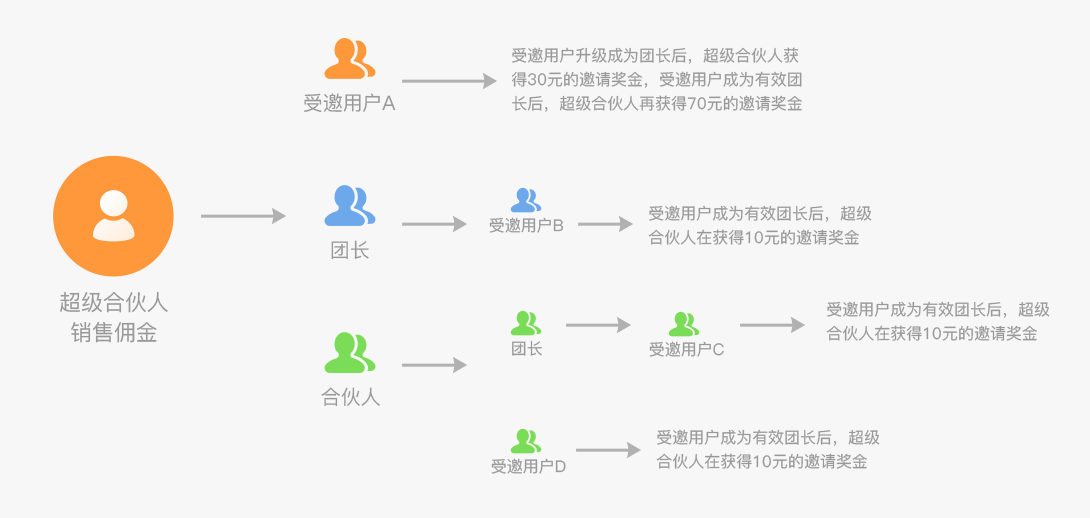 受邀用户A
受邀用户升级成为团长后，超级合伙人获
得30元的邀请奖金，受邀用户成为有效团
长后，超级合伙人再获得70元的邀请奖金
超级合伙人
销售佣金
团长
受邀用户B
受邀用户成为有效团长后，超级
合伙人在获得10元的邀请奖金
合伙人
团长
受邀用户C
受邀用户成为有效团长后，超级
合伙人在获得10元的邀请奖金
受邀用户D
受邀用户成为有效团长后，超级
合伙人在获得10元的邀请奖金